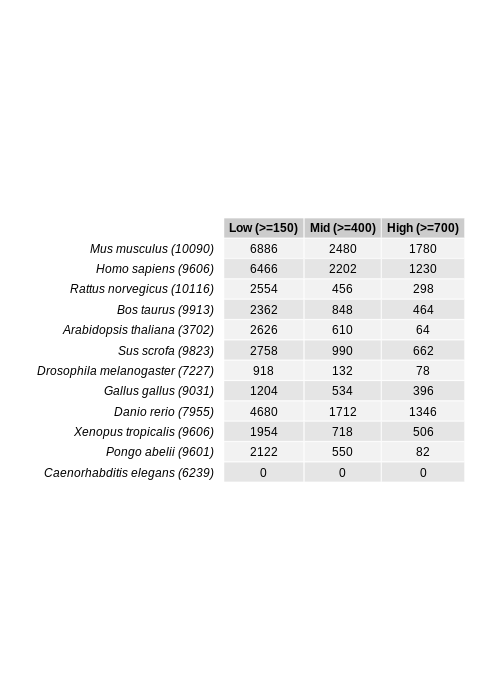 Low (>=150) Mid (>=400) High (>=700)
Mus musculus (10090) 6886 2480 1780
Homo sapiens (9606) 6466 2202 1230
Rattus norvegicus (10116) 2554 456 298
Bos taurus (9913) 2362 848 464
Arabidopsis thaliana (3702) 2626 610 64
Sus scrofa (9823) 2758 990 662
Drosophila melanogaster (7227) 918 132 78
Gallus gallus (9031) 1204 534 396
Danio rerio (7955) 4680 1712 1346
Xenopus tropicalis (9606) 1954 718 506
Pongo abelii (9601) 2122 550 82
Caenorhabditis elegans (6239) 0 0 0